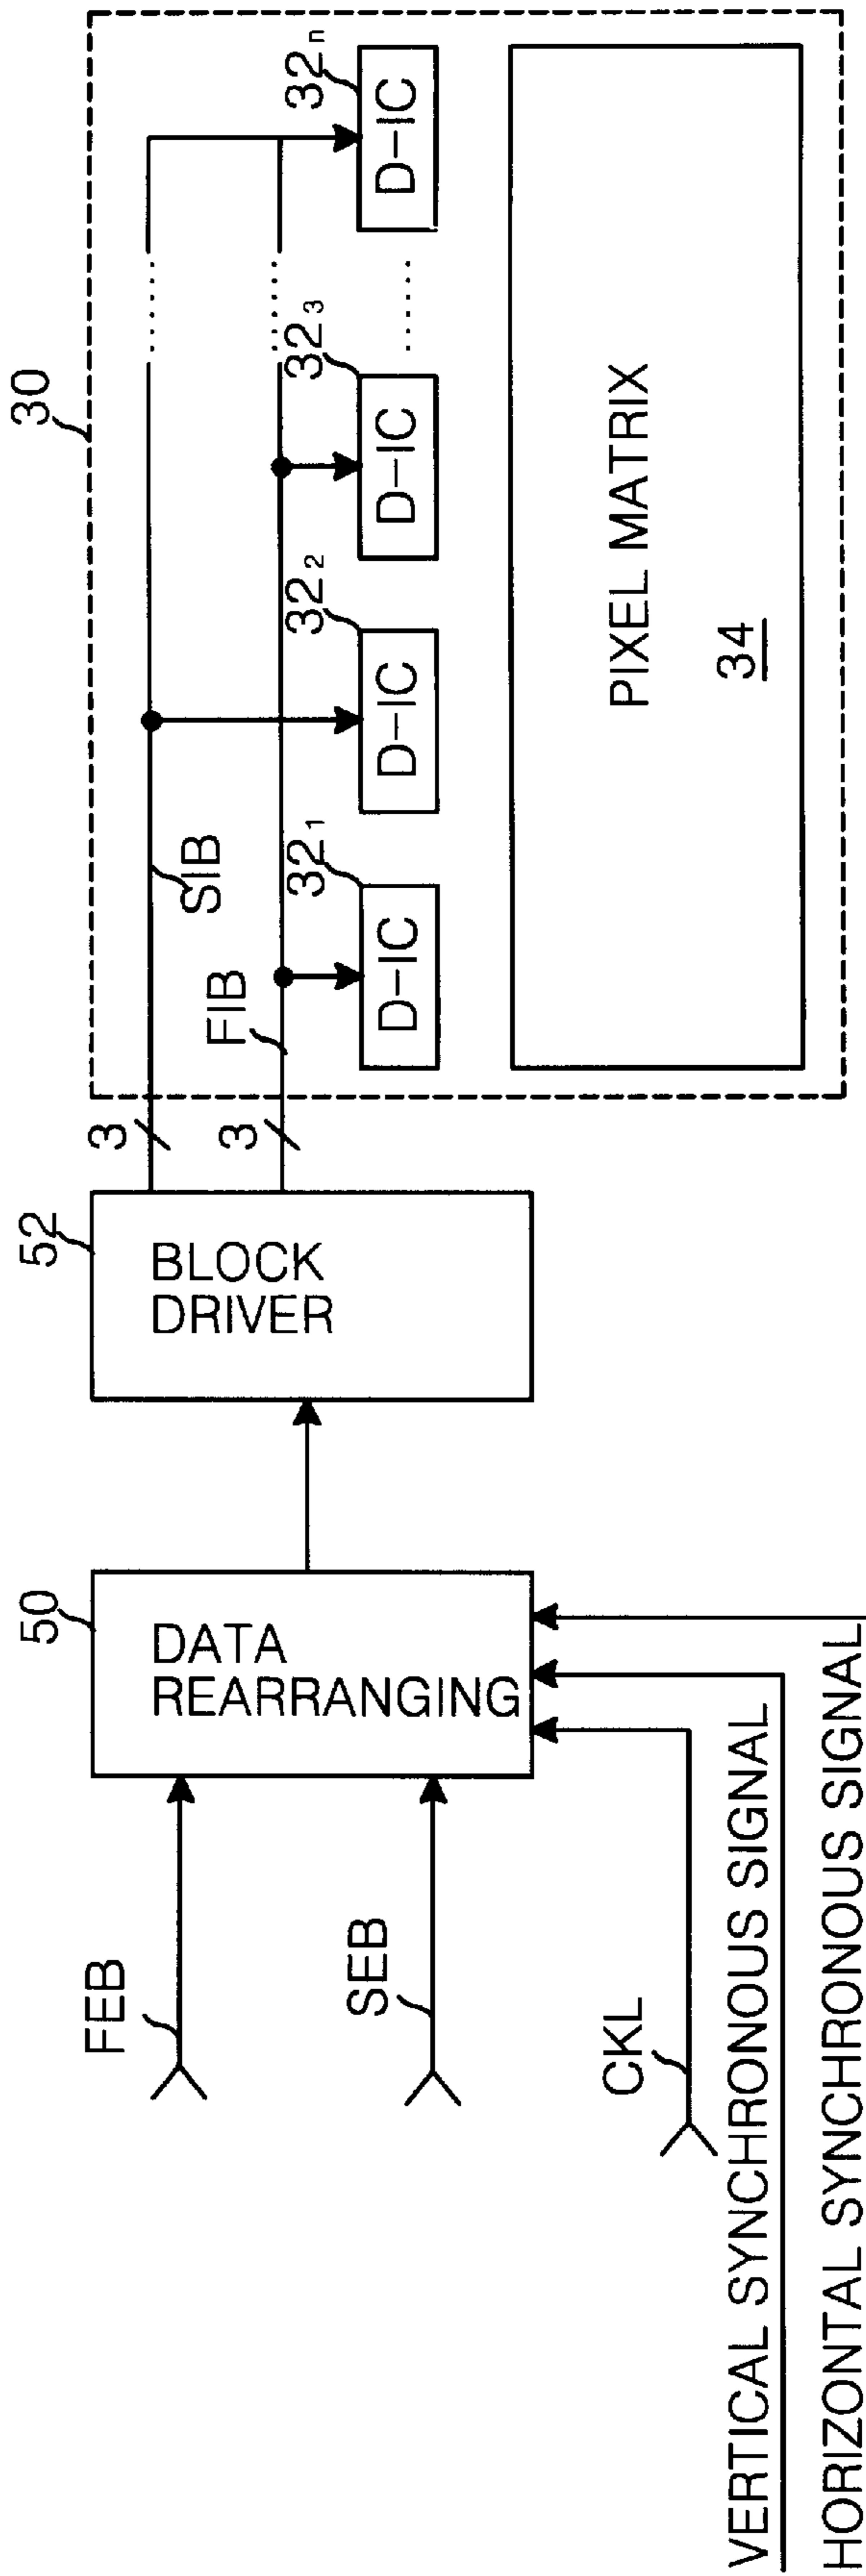 30
SIB
FIB
3
3
32₁
32₂
32₃
32ₙ
D-IC
D-IC
D-IC
D-IC
PIXEL MATRIX
34
52
BLOCK
DRIVER
50
DATA
REARRANGING
FEB
SEB
CKL
VERTICAL SYNCHRONOUS SIGNAL
HORIZONTAL SYNCHRONOUS SIGNAL